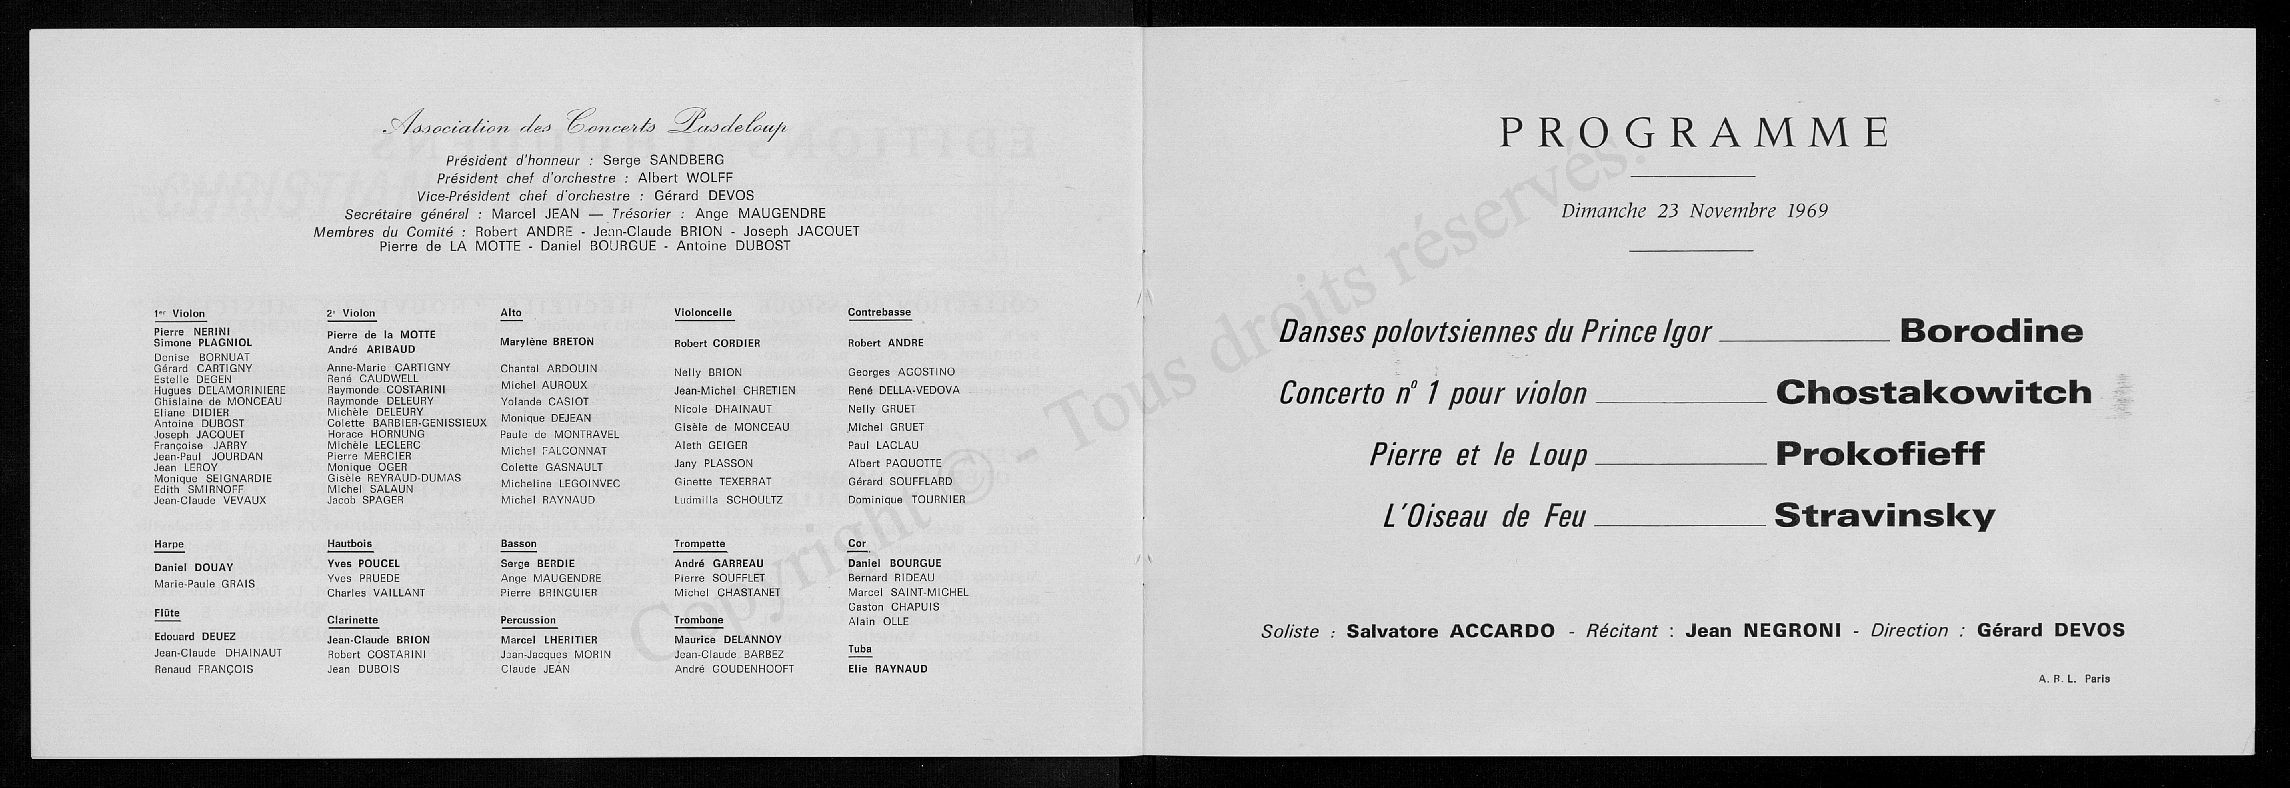 Association des Concerts Pasdeloup
Président d'honneur : Serge SANDBERG
Président chef d'orchestre : Albert WOLFF
Vice-Président chef d'orchestre : Gérard DEVOS
Secrétaire général : Marcel JEAN — Trésorier : Ange MAUGENDRE
Membres du Comité : Robert ANDRE - Jean-Claude BRION - Joseph JACQUET
Pierre de LA MOTTE - Daniel BOURGUE - Antoine DUBOST
1er Violon
Pierre NERINI
Simone PLAGNIOL
Denise BORNUAT
Gérard CARTIGNY
Estelle DEGEN
Hugues DELAMORINIERE
Ghislaine de MONCEAU
Eliane DIDIER
Antoine DUBOST
Joseph JACQUET
Françoise JARRY
Jean-Paul JOURDAN
Jean LEROY
Monique SEIGNARDIE
Edith SMIRNOFF
Jean-Claude VEVAUX
2e Violon
Pierre de la MOTTE
André ARIBAUD
Anne-Marie CARTIGNY
René CAUDWELL
Raymonde COSTARINI
Raymonde DELEURY
Michèle DELEURY
Colette BARBIER-GENISSIEUX
Horace HORNUNG
Michèle LECLERC
Pierre MERCIER
Monique OGER
Gisèle REYRAUD-DUMAS
Michel SALAUN
Jacob SPAGER
Alto
Marylène BRETON
Chantal ARDOUIN
Michel AUROUX
Yolande CASIOT
Monique DEJEAN
Paule de MONTRAVEL
Michel FALCONNAT
Colette GASNAULT
Micheline LEGOINVEC
Michel RAYNAUD
Violoncelle
Robert CORDIER
Nelly BRION
Jean-Michel CHRETIEN
Nicole DHAINAUT
Gisèle de MONCEAU
Aleth GEIGER
Jany PLASSON
Ginette TEXERRAT
Ludmilla SCHOULTZ
Contrebasse
Robert ANDRE
Georges AGOSTINO
René DELLA-VEDOVA
Nelly GRUET
Michel GRUET
Paul LACLAU
Albert PAQUOTTE
Gérard SOUFFLARD
Dominique TOURNIER
Harpe
Daniel DOUAY
Marie-Paule GRAIS
Flûte
Edouard DEUEZ
Jean-Claude DHAINAUT
Renaud FRANÇOIS
Hautbois
Yves POUCEL
Yves PRUEDE
Charles VAILLANT
Clarinette
Jean-Claude BRION
Robert COSTARINI
Jean DUBOIS
Basson
Serge BERDIE
Ange MAUGENDRE
Pierre BRINGUIER
Percussion
Marcel LHERITIER
Jean-Jacques MORIN
Claude JEAN
Trompette
André GARREAU
Pierre SOUFFLET
Michel CHASTANET
Trombone
Maurice DELANNOY
Jean-Claude BARBEZ
André GOUDENHOOFT
Cor
Daniel BOURGUE
Bernard RIDEAU
Marcel SAINT-MICHEL
Gaston CHAPUIS
Alain OLLE
Tuba
Elie RAYNAUD
PROGRAMME
Dimanche 23 Novembre 1969
Danses polovtsiennes du Prince Igor Borodine
Concerto n° 1 pour violon Chostakowitch
Pierre et le Loup Prokofieff
L'Oiseau de Feu Stravinsky
Soliste : Salvatore ACCARDO - Récitant : Jean NEGRONI - Direction : Gérard DEVOS
A. R. L. Paris
Copyright © - Tous droits réservés.